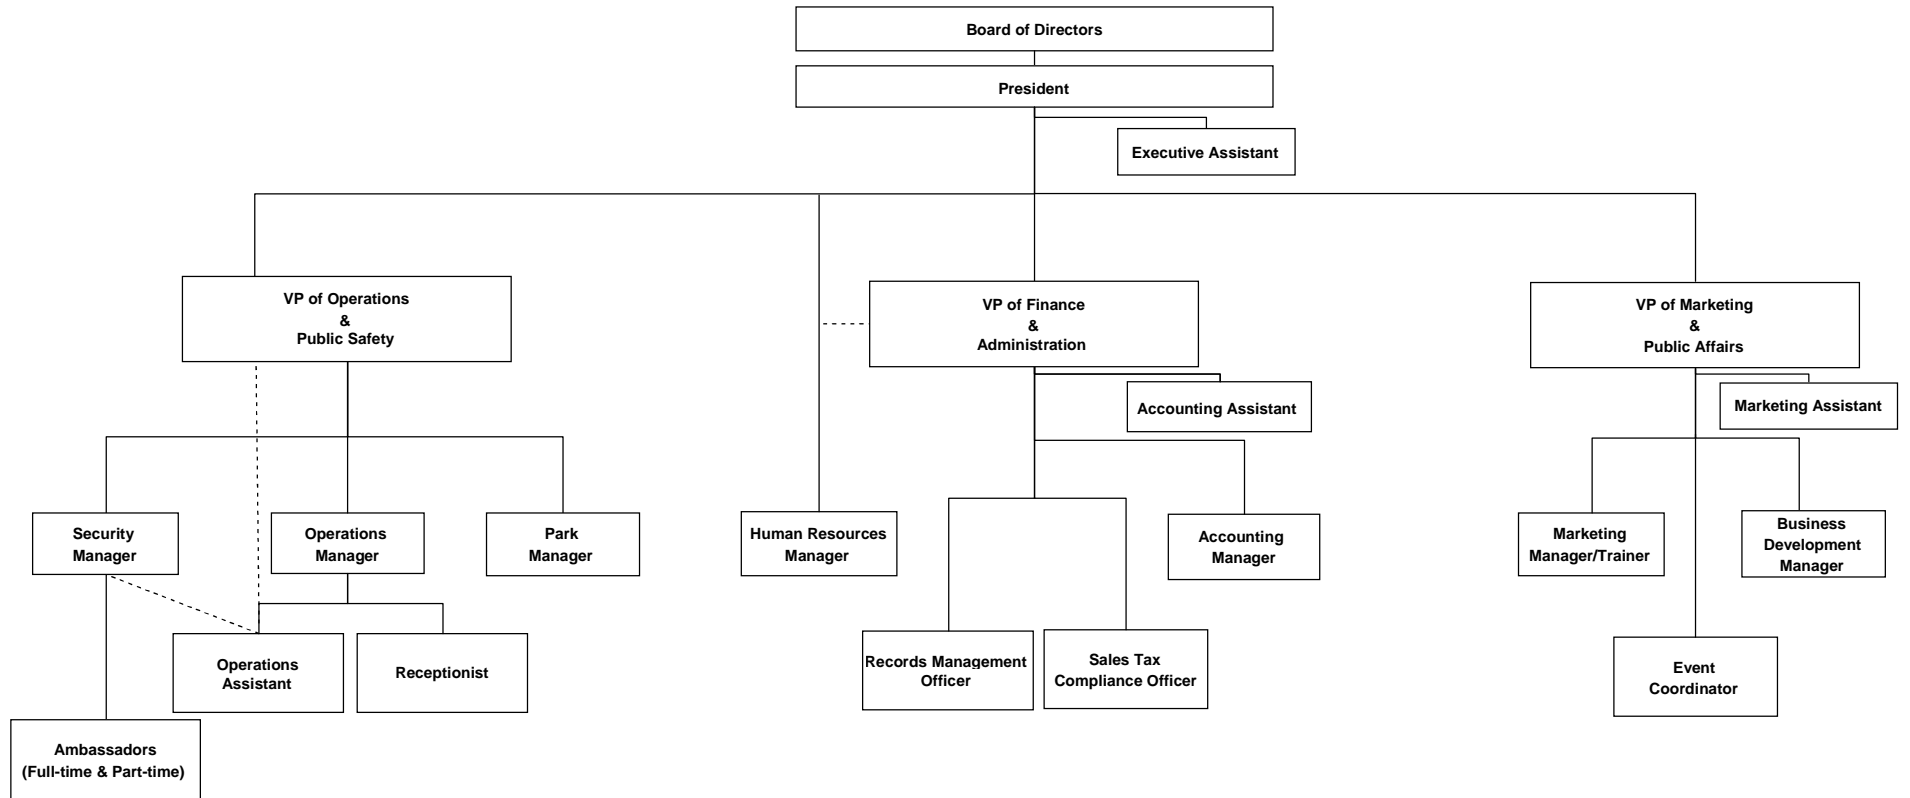 Board of Directors
President
Executive Assistant
VP of Operations
&
Public Safety
VP of Finance
&
Administration
VP of Marketing
&
Public Affairs
Accounting Assistant
Marketing Assistant
Security
Manager
Operations
Manager
Park
Manager
Human Resources
Manager
Accounting
Manager
Marketing
Manager/Trainer
Business
Development
Manager
Operations
Assistant
Receptionist
Records Management
Officer
Sales Tax
Compliance Officer
Event
Coordinator
Ambassadors
(Full-time & Part-time)